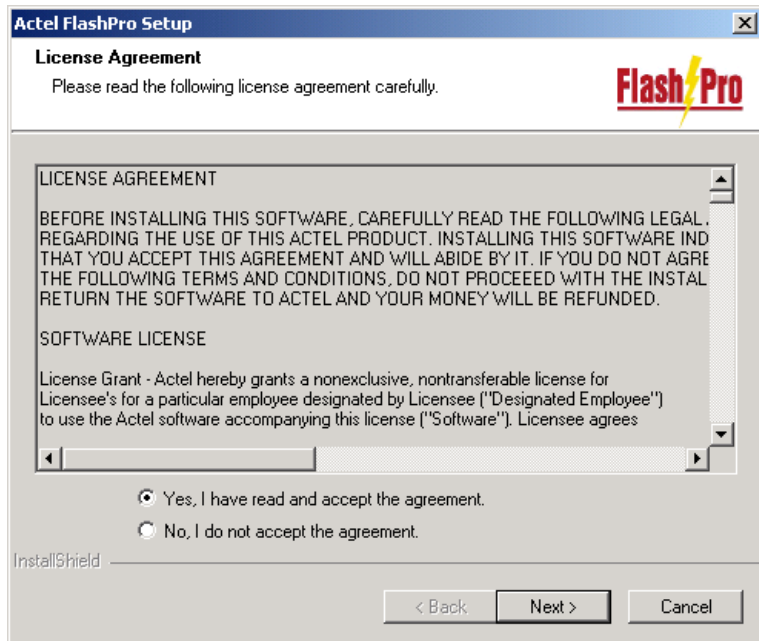 Actel FlashPro Setup
License Agreement
Please read the following license agreement carefully.
Flash Pro
LICENSE AGREEMENT
BEFORE INSTALLING THIS SOFTWARE, CAREFULLY READ THE FOLLOWING LEGAL
REGARDING THE USE OF THIS ACTEL PRODUCT. INSTALLING THIS SOFTWARE IND
THAT YOU ACCEPT THIS AGREEMENT AND WILL ABIDE BY IT. IF YOU DO NOT AGRE
THE FOLLOWING TERMS AND CONDITIONS, DO NOT PROCEEED WITH THE INSTAL
RETURN THE SOFTWARE TO ACTEL AND YOUR MONEY WILL BE REFUNDED.
SOFTWARE LICENSE
License Grant - Actel hereby grants a nonexclusive, nontransferable license for
Licensee's for a particular employee designated by Licensee ("Designated Employee")
to use the Actel software accompanying this license ("Software"). Licensee agrees
Yes, I have read and accept the agreement.
No, I do not accept the agreement.
InstallShield
< Back
Next >
Cancel